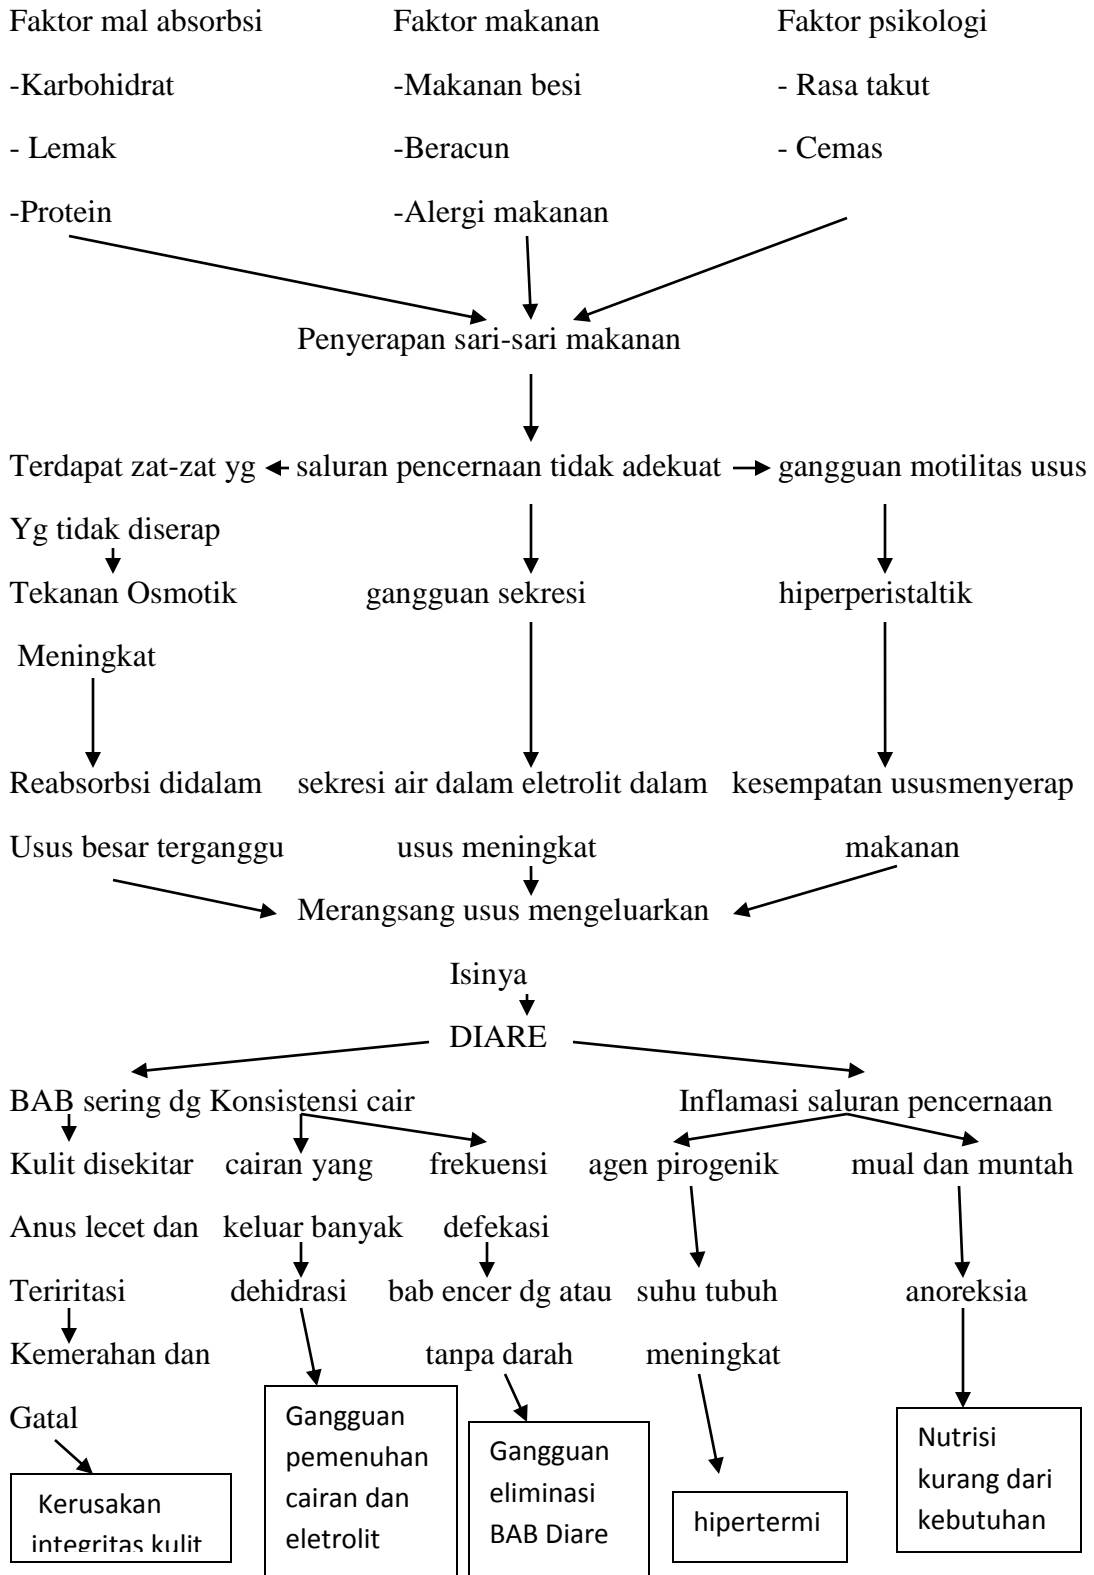 Faktor mal absorbsi Faktor makanan Faktor psikologi
-Karbohidrat -Makanan besi - Rasa takut
- Lemak -Beracun - Cemas
-Protein -Alergi makanan
Penyerapan sari-sari makanan
Terdapat zat-zat yg saluran pencernaan tidak adekuat gangguan motilitas usus
Yg tidak diserap
Tekanan Osmotik gangguan sekresi hiperperistaltik
Meningkat
Reabsorbsi didalam sekresi air dalam eletrolit dalam kesempatan ususmenyerap
Usus besar terganggu usus meningkat makanan
Merangsang usus mengeluarkan
Isinya
DIARE
BAB sering dg Konsistensi cair Inflamasi saluran pencernaan
Kulit disekitar cairan yang frekuensi agen pirogenik mual dan muntah
Anus lecet dan keluar banyak defekasi
Teriritasi dehidrasi bab encer dg atau suhu tubuh anoreksia
Kemerahan dan tanpa darah meningkat
Gatal
Kerusakan
integritas kulit
Gangguan
pemenuhan
cairan dan
eletrolit
Gangguan
eliminasi
BAB Diare
hipertermi
Nutrisi
kurang dari
kebutuhan